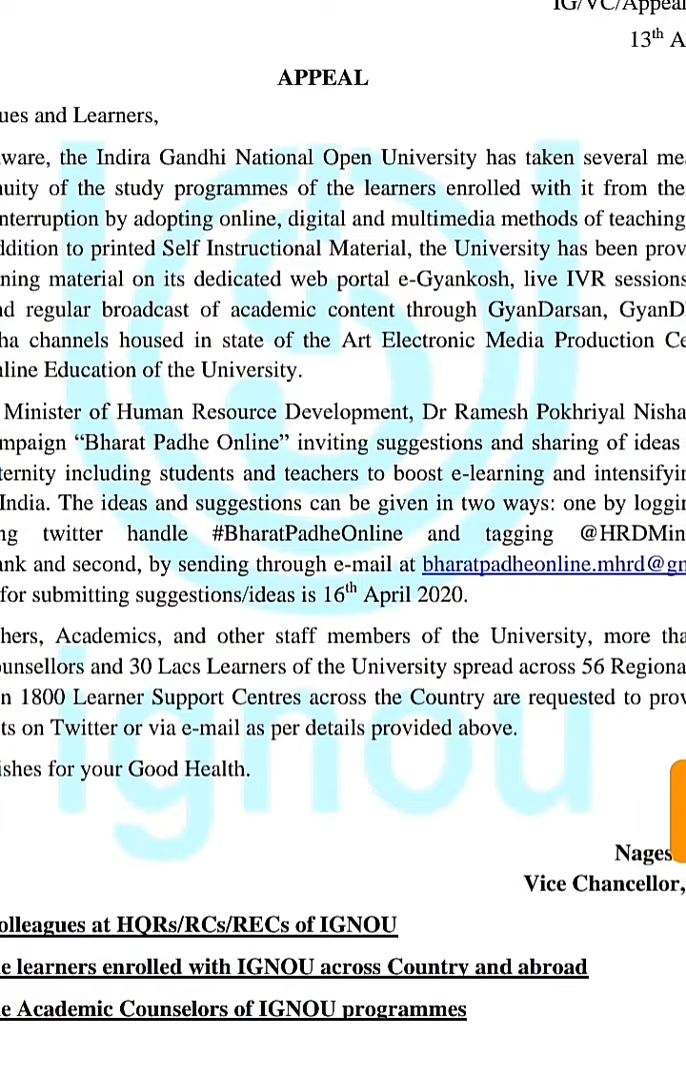 IG/VC/Appeal
13th A
APPEAL
ues and Learners,
ware, the Indira Gandhi National Open University has taken several me
nuity of the study programmes of the learners enrolled with it from the
nterruption by adopting online, digital and multimedia methods of teaching
ddition to printed Self Instructional Material, the University has been prov
ning material on its dedicated web portal e-Gyankosh, live IVR sessions
nd regular broadcast of academic content through GyanDarsan, GyanD
ha channels housed in state of the Art Electronic Media Production Ce
nline Education of the University.
Minister of Human Resource Development, Dr Ramesh Pokhriyal Nisha
mpaign “Bharat Padhe Online” inviting suggestions and sharing of ideas
ternity including students and teachers to boost e-learning and intensifyin
India. The ideas and suggestions can be given in two ways: one by loggin
ng twitter handle #BharatPadheOnline and tagging @HRDMin
ank and second, by sending through e-mail at bharatpadheonline.mhrd@gm
for submitting suggestions/ideas is 16th April 2020.
hers, Academics, and other staff members of the University, more tha
ounsellors and 30 Lacs Learners of the University spread across 56 Regiona
n 1800 Learner Support Centres across the Country are requested to prov
ts on Twitter or via e-mail as per details provided above.
ishes for your Good Health.
ignou
Nages
Vice Chancellor,
olleagues at HQRs/RCs/RECs of IGNOU
e learners enrolled with IGNOU across Country and abroad
e Academic Counselors of IGNOU programmes